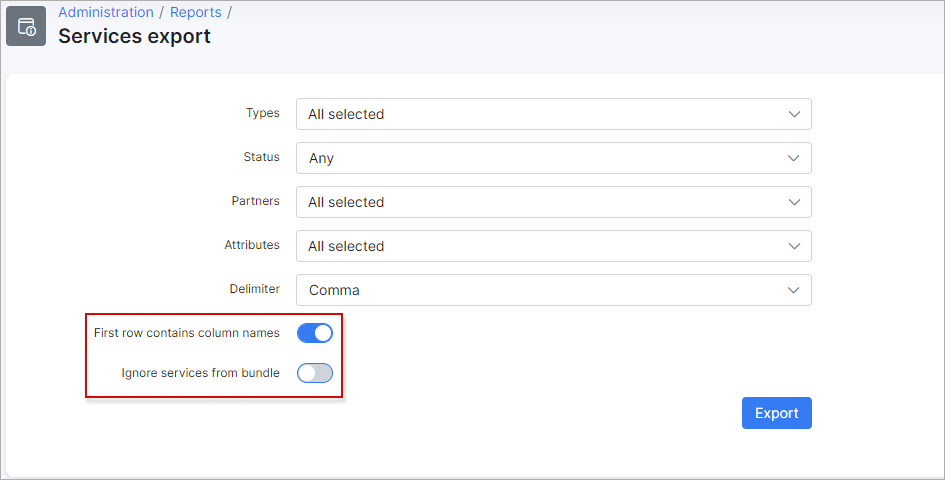 Administration / Reports /
Services export
Types All selected
Status Any
Partners All selected
Attributes All selected
Delimiter Comma
First row contains column names
Ignore services from bundle
Export